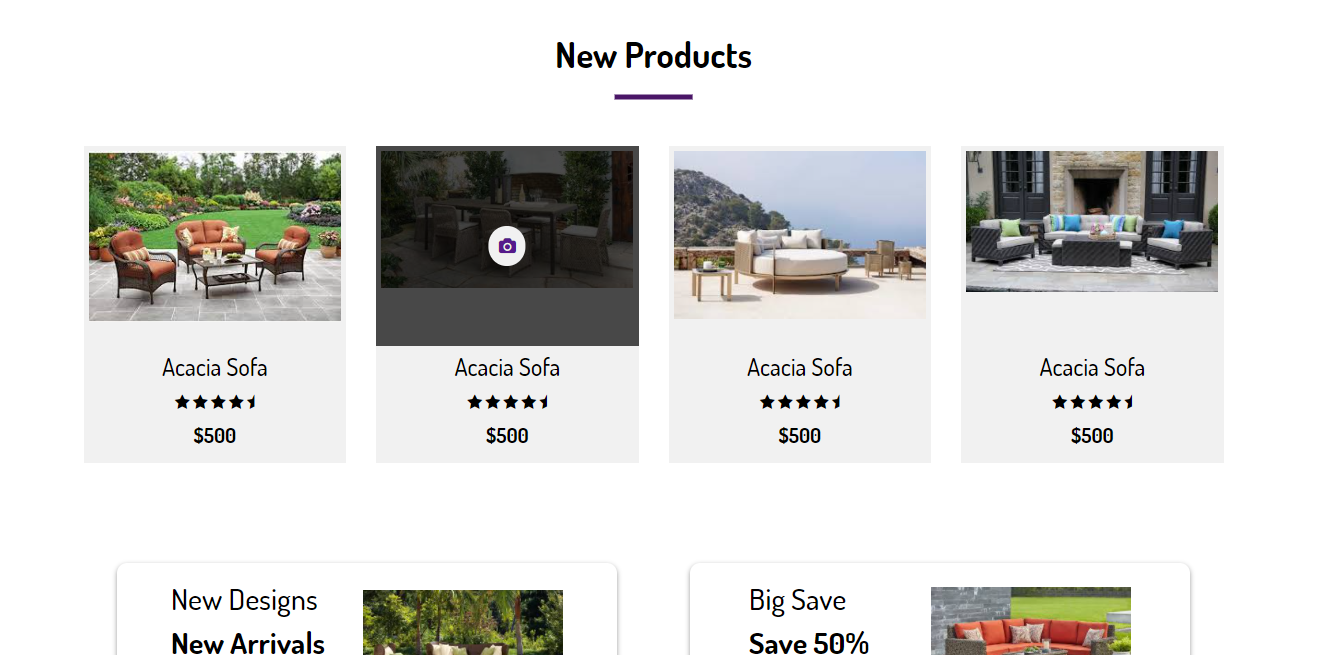 New Products
Acacia Sofa
Acacia Sofa
Acacia Sofa
Acacia Sofa
$500
$500
$500
$500
New Designs
New Arrivals
Big Save
Save 50%